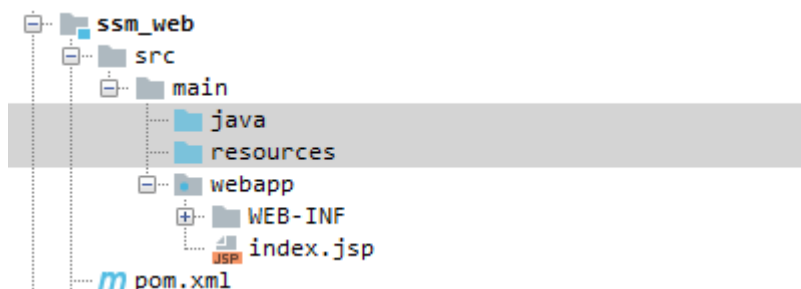 ssm_web
src
main
java
resources
webapp
WEB-INF
JSP index.jsp
m pom.xml